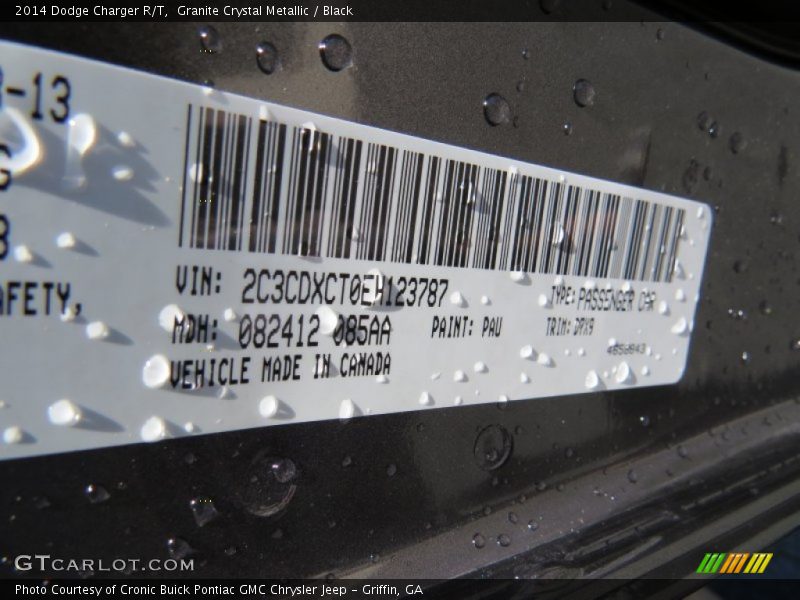 2014 Dodge Charger R/T, Granite Crystal Metallic / Black
-13
G
AFETY,
VIN: 2C3CDXCT0EH123787
TYPE: PASSENGER CAR
MDH: 082412 085AA
PAINT: PAU
TRIM: DPX9
VEHICLE MADE IN CANADA
GTCARLOT.COM
Photo Courtesy of Cronic Buick Pontiac GMC Chrysler Jeep - Griffin, GA